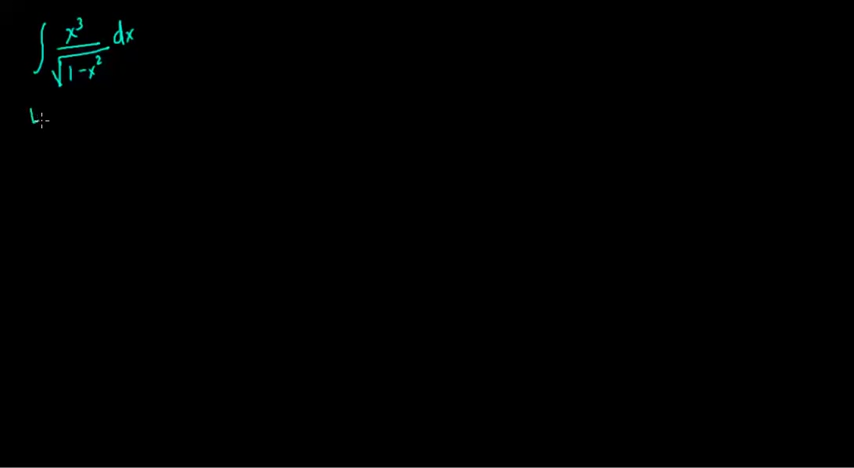 ∫ x³/√(1-x²) dx